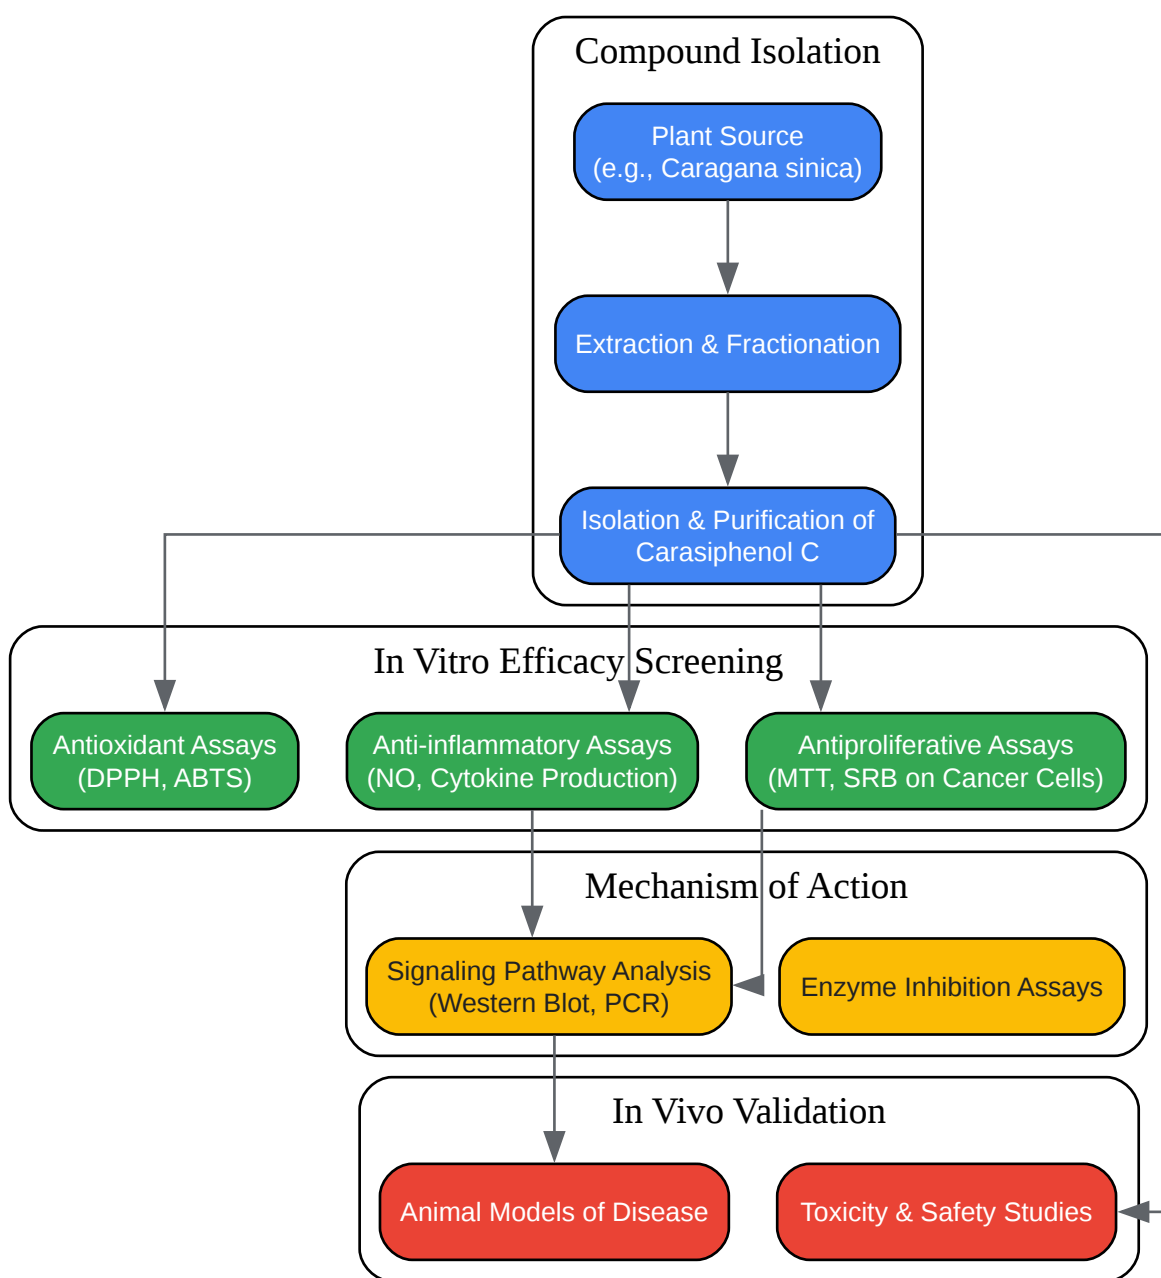 Compound Isolation
Plant Source
(e.g., Caragana sinica)
Extraction & Fractionation
Isolation & Purification of
Carasiphenol C
In Vitro Efficacy Screening
Antioxidant Assays
(DPPH, ABTS)
Anti-inflammatory Assays
(NO, Cytokine Production)
Antiproliferative Assays
(MTT, SRB on Cancer Cells)
Mechanism of Action
Signaling Pathway Analysis
(Western Blot, PCR)
Enzyme Inhibition Assays
In Vivo Validation
Animal Models of Disease
Toxicity & Safety Studies